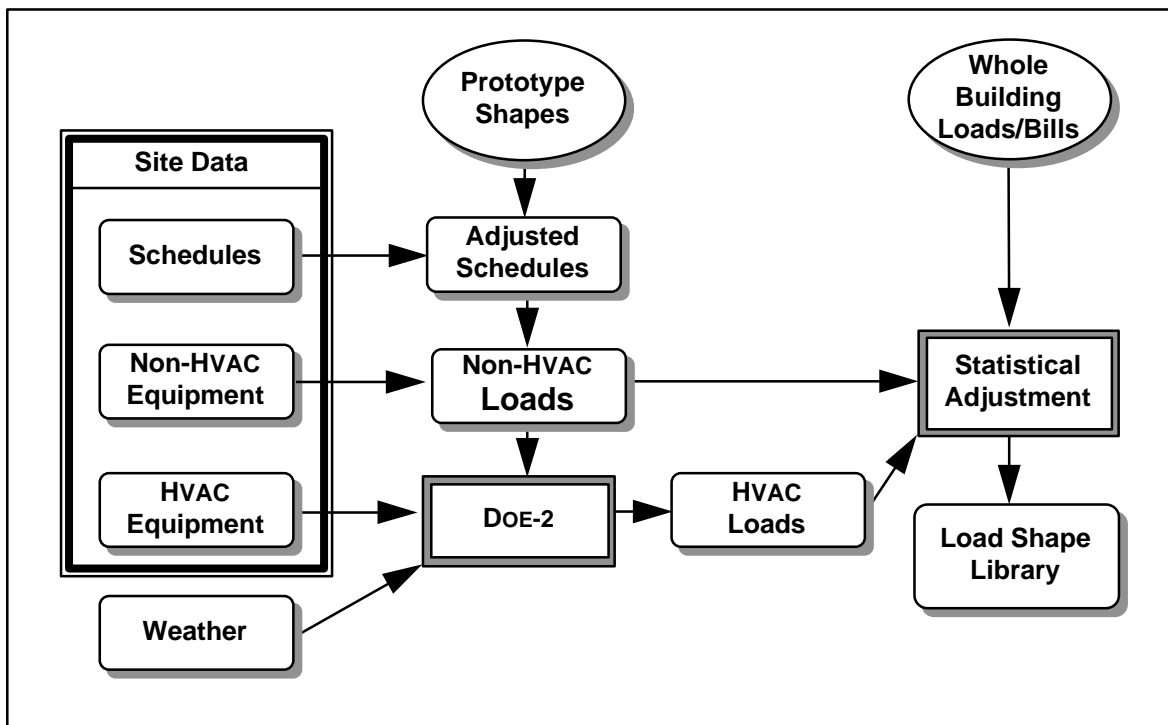 Prototype
Shapes
Whole
Building
Loads/Bills
Site Data
Schedules
Adjusted
Schedules
Non-HVAC
Equipment
Non-HVAC
Loads
Statistical
Adjustment
HVAC
Equipment
DOE-2
HVAC
Loads
Load Shape
Library
Weather